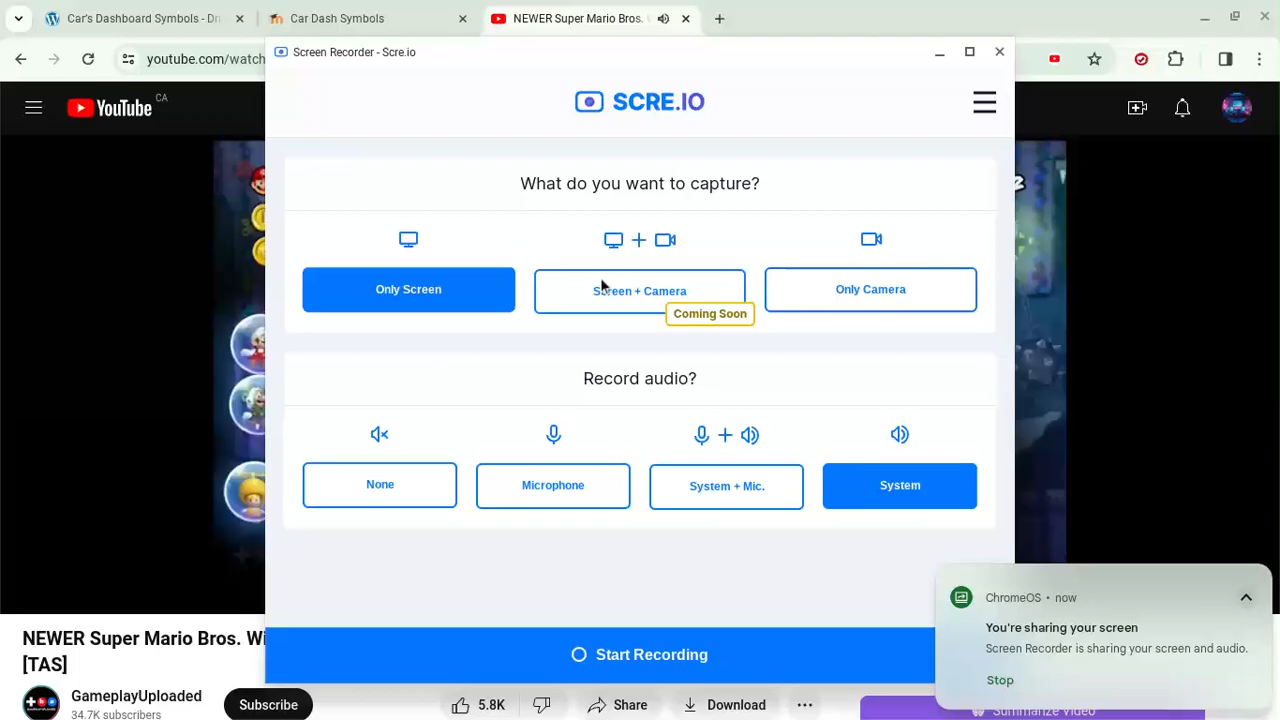 Car's Dashboard Symbols - Dri
Car Dash Symbols
NEWER Super Mario Bros. W
youtube.com/watch
Screen Recorder - Scre.io
YouTube
CA
SCRE.IO
What do you want to capture?
Only Screen
Screen + Camera
Only Camera
Coming Soon
Record audio?
None
Microphone
System + Mic.
System
Start Recording
ChromeOS • now
You're sharing your screen
Screen Recorder is sharing your screen and audio.
Stop
NEWER Super Mario Bros. Wi
[TAS]
GameplayUploaded
34.7K subscribers
Subscribe
5.8K
Share
Download
Summarize Video